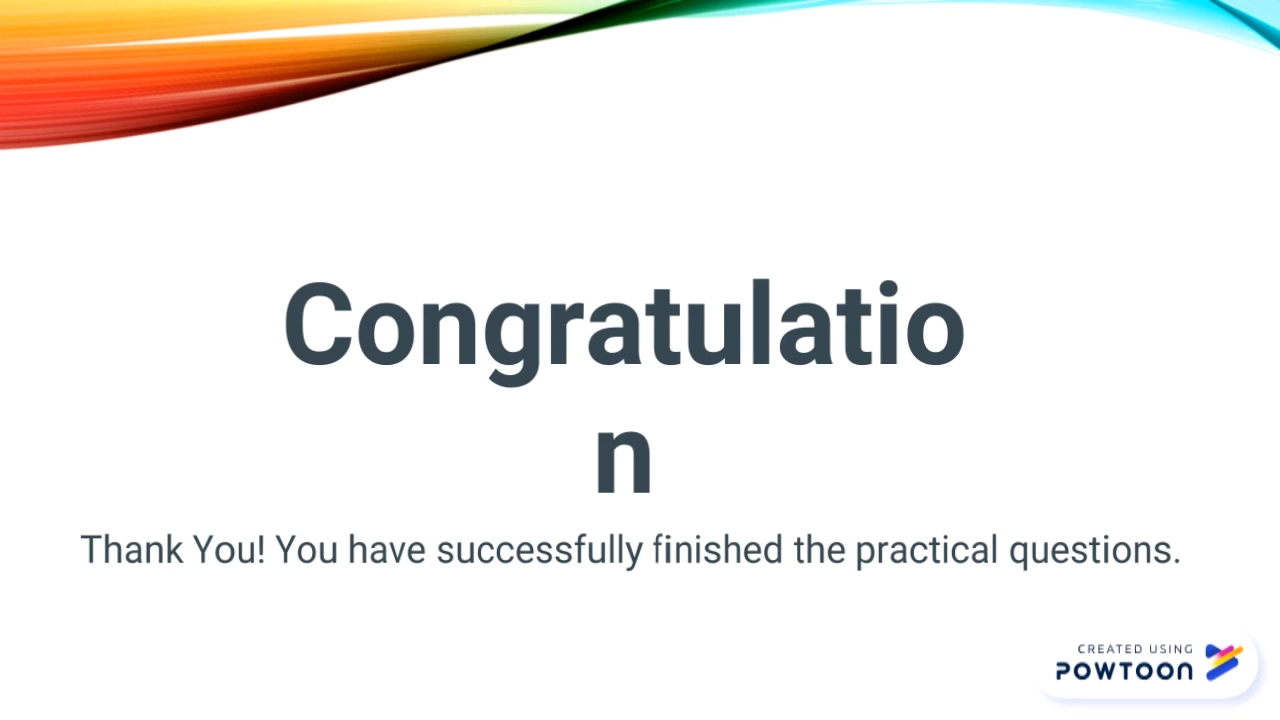 Congratulatio
n
Thank You! You have successfully finished the practical questions.
CREATED USING
POWTOON